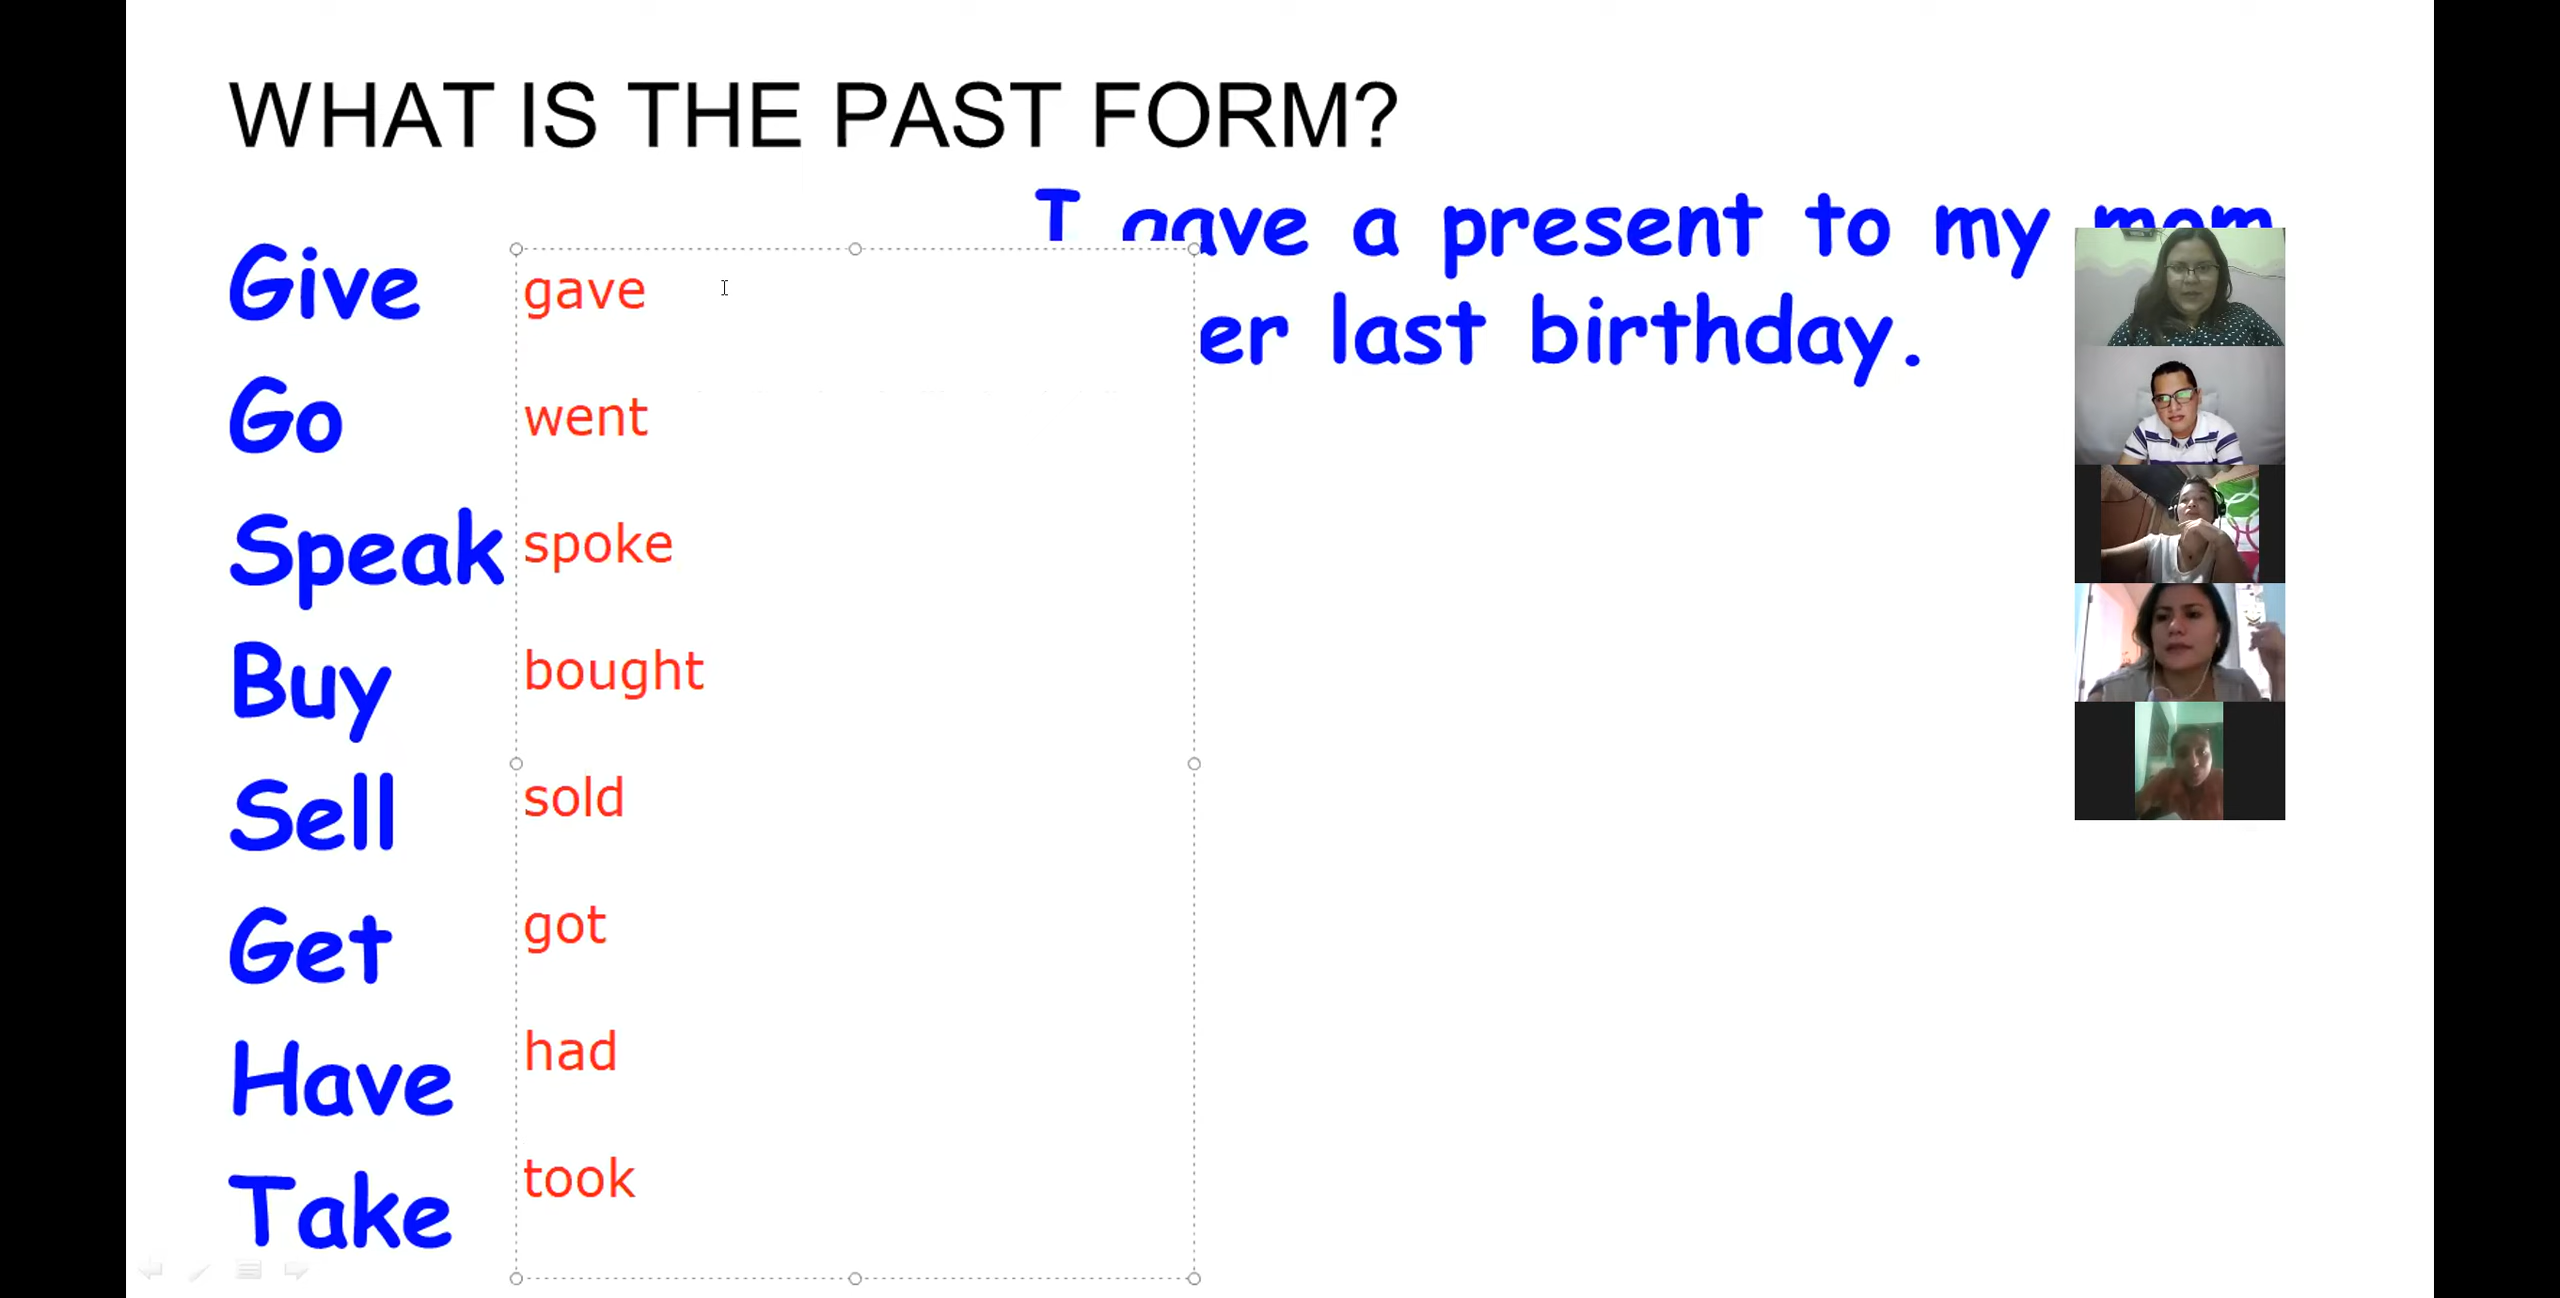 WHAT IS THE PAST FORM?
I gave a present to my mom
er last birthday.
Give gave
Go went
Speak spoke
Buy bought
Sell sold
Get got
Have had
Take took